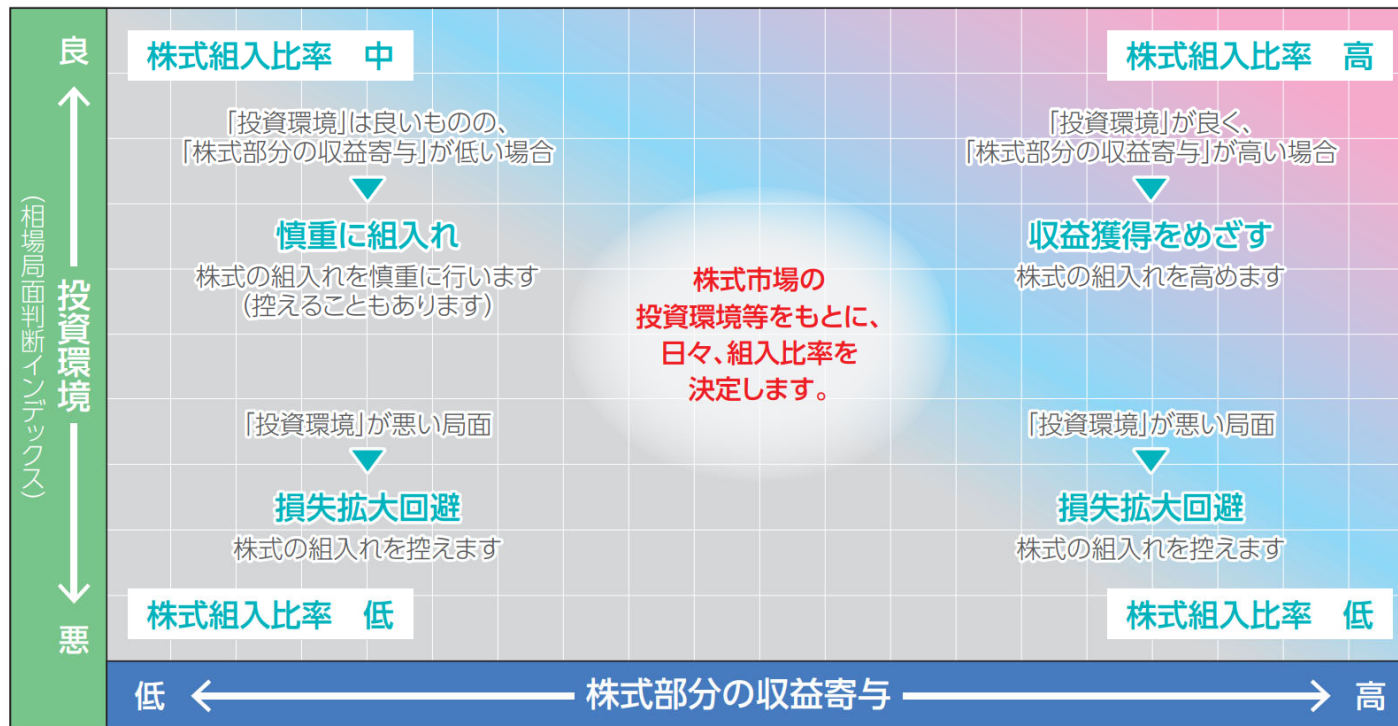 良
投資環境
(相場局面判断インデックス)
悪
株式組入比率 中
「投資環境」は良いものの、
「株式部分の収益寄与」が低い場合
慎重に組入れ
株式の組入れを慎重に行います
(控えることもあります)
株式組入比率 高
「投資環境」が良く、
「株式部分の収益寄与」が高い場合
収益獲得をめざす
株式の組入れを高めます
株式市場の
投資環境等をもとに、
日々、組入比率を
決定します。
「投資環境」が悪い局面
損失拡大回避
株式の組入れを控えます
株式組入比率 低
「投資環境」が悪い局面
損失拡大回避
株式の組入れを控えます
株式組入比率 低
低
株式部分の収益寄与
高